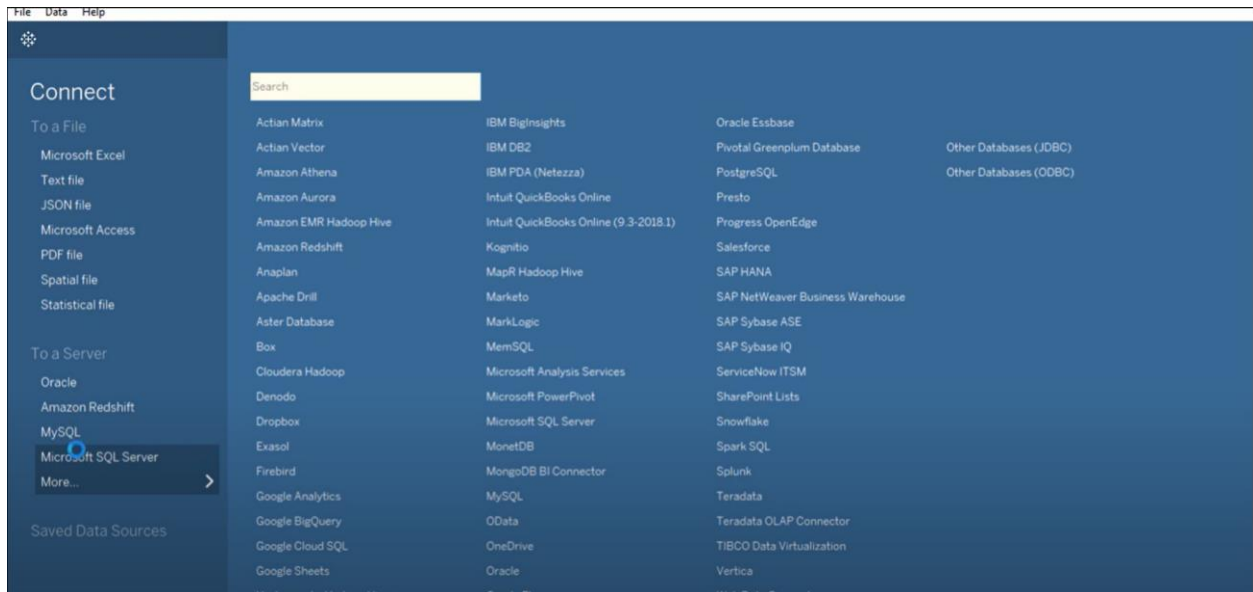 File Data Help
Connect
To a File
Microsoft Excel
Text file
JSON file
Microsoft Access
PDF file
Spatial file
Statistical file
To a Server
Oracle
Amazon Redshift
MySQL
Microsoft SQL Server
More...
Saved Data Sources
Search
Actian Matrix
Actian Vector
Amazon Athena
Amazon Aurora
Amazon EMR Hadoop Hive
Amazon Redshift
Anaplan
Apache Drill
Aster Database
Box
Cloudera Hadoop
Denodo
Dropbox
Exasol
Firebird
Google Analytics
Google BigQuery
Google Cloud SQL
Google Sheets
IBM BigInsights
IBM DB2
IBM PDA (Netezza)
Intuit QuickBooks Online
Intuit QuickBooks Online (9.3-2018.1)
Kognitio
MapR Hadoop Hive
Marketo
MarkLogic
MemSQL
Microsoft Analysis Services
Microsoft PowerPivot
Microsoft SQL Server
MonetDB
MongoDB BI Connector
MySQL
OData
OneDrive
Oracle
Oracle Essbase
Pivotal Greenplum Database
PostgreSQL
Presto
Progress OpenEdge
Salesforce
SAP HANA
SAP NetWeaver Business Warehouse
SAP Sybase ASE
SAP Sybase IQ
ServiceNow ITSM
SharePoint Lists
Snowflake
Spark SQL
Splunk
Teradata
Teradata OLAP Connector
TIBCO Data Virtualization
Vertica
Other Databases (JDBC)
Other Databases (ODBC)